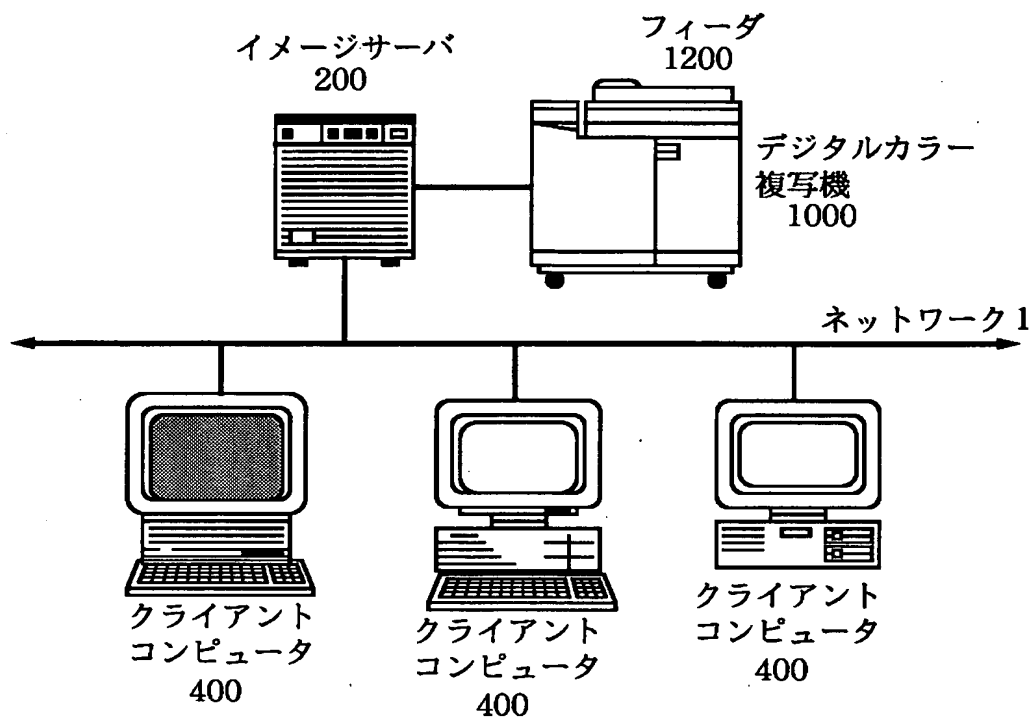 イメージサーバ
200
フィーダ
1200
デジタルカラー
複写機
1000
ネットワーク1
クライアント
コンピュータ
400
クライアント
コンピュータ
400
クライアント
コンピュータ
400